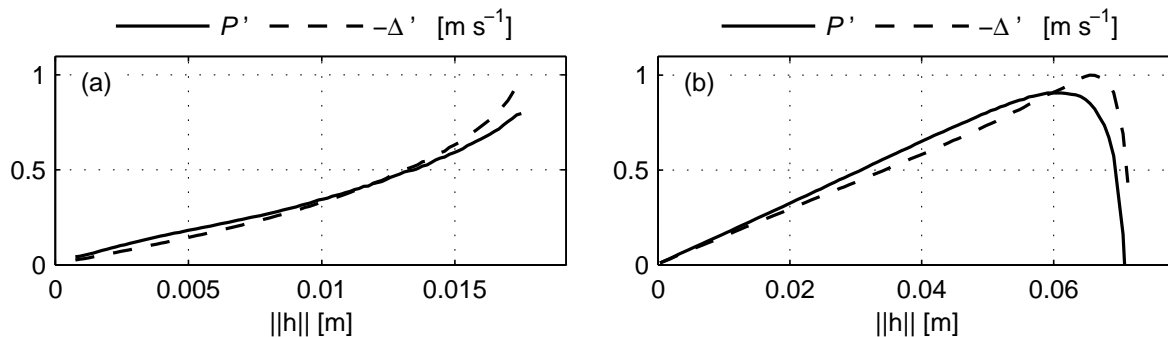 P ' −Δ ' [m s⁻¹]
P ' −Δ ' [m s⁻¹]
(a)
1
0.5
0
0 0.005 0.01 0.015
||h|| [m]
(b)
1
0.5
0
0 0.02 0.04 0.06
||h|| [m]